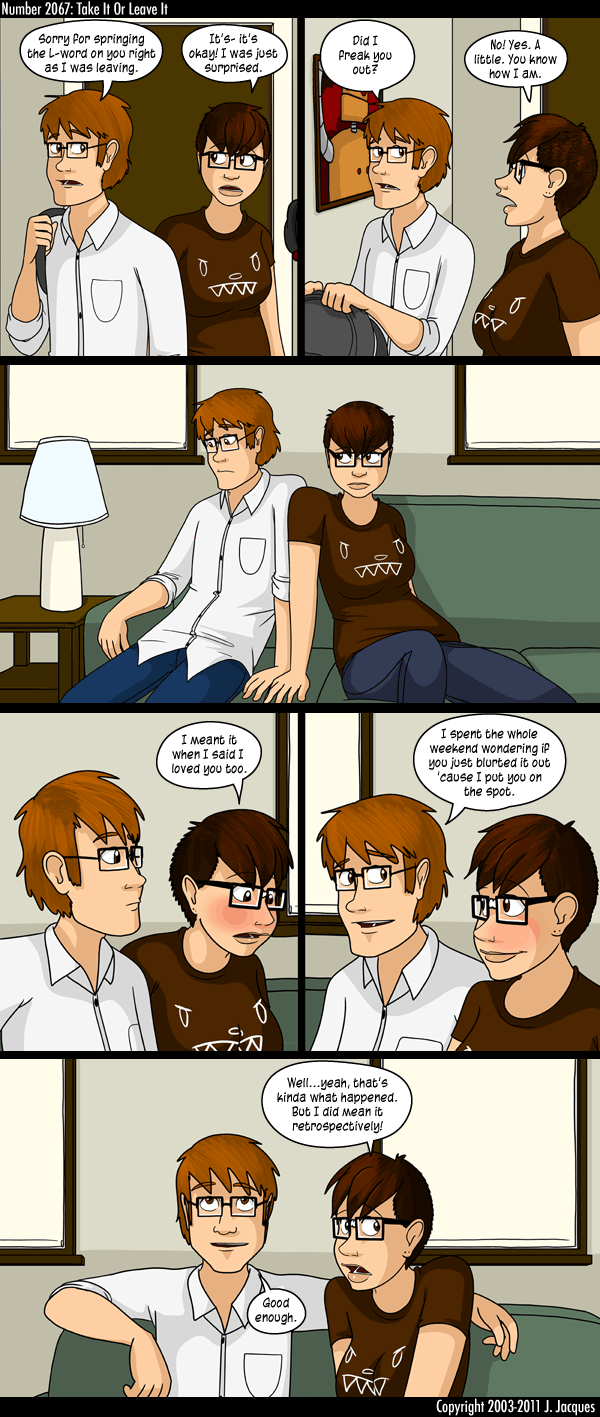 Number 2067: Take It Or Leave It
Sorry for springing
the L-word on you right
as I was leaving.
It's- it's
okay! I was just
surprised.
Did I
freak you
out?
No! Yes. A
little. You know
how I am.
I meant it
when I said I
loved you too.
I spent the whole
weekend wondering if
you just blurted it out
'cause I put you on
the spot.
Well...yeah, that's
kinda what happened.
But I did mean it
retrospectively!
Good
enough.
Copyright 2003-2011 J. Jacques